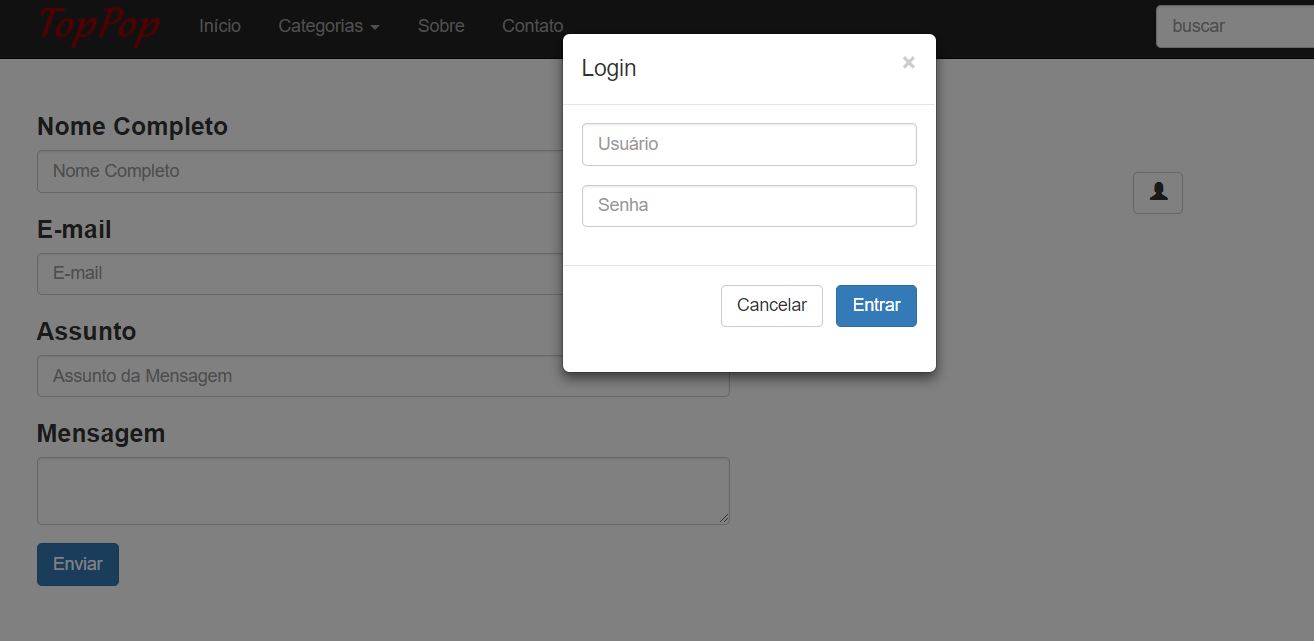 TopPop Início Categorias Sobre Contato buscar
Login ×
Usuário
Senha
Cancelar Entrar
Nome Completo
Nome Completo
E-mail
E-mail
Assunto
Assunto da Mensagem
Mensagem
Enviar